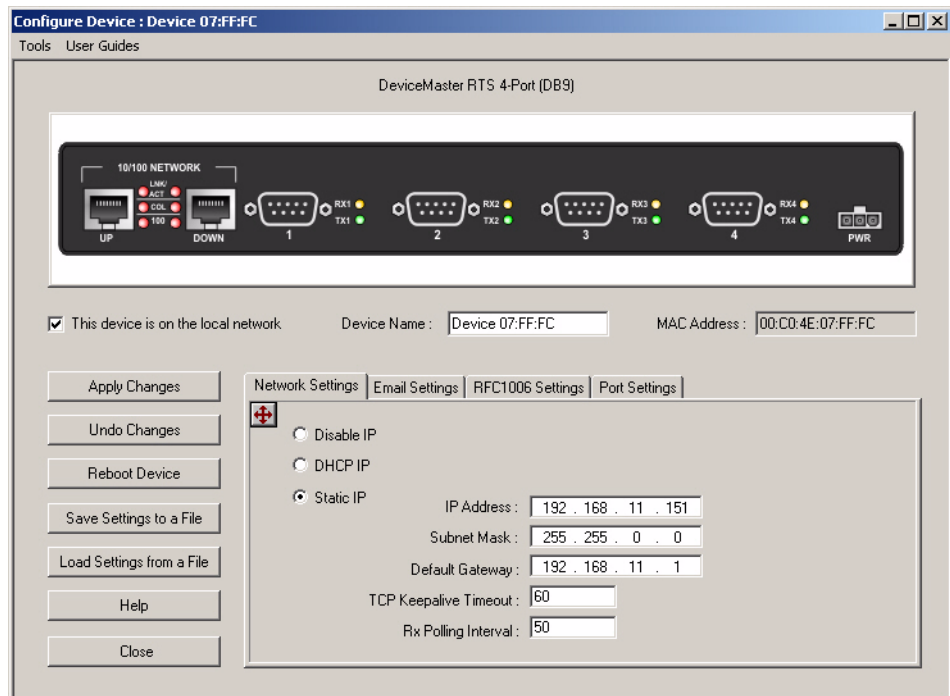 Configure Device : Device 07:FF:FC
Tools User Guides
DeviceMaster RTS 4-Port (DB9)
10/100 NETWORK
LNK/
ACT
COL
100
UP
DOWN
RX1
TX1
1
RX2
TX2
2
RX3
TX3
3
RX4
TX4
4
PWR
This device is on the local network
Device Name : Device 07:FF:FC
MAC Address : 00:C0:4E:07:FF:FC
Apply Changes
Undo Changes
Reboot Device
Save Settings to a File
Load Settings from a File
Help
Close
Network Settings Email Settings RFC1006 Settings Port Settings
Disable IP
DHCP IP
Static IP
IP Address : 192 . 168 . 11 . 151
Subnet Mask : 255 . 255 . 0 . 0
Default Gateway : 192 . 168 . 11 . 1
TCP Keepalive Timeout : 60
Rx Polling Interval : 50